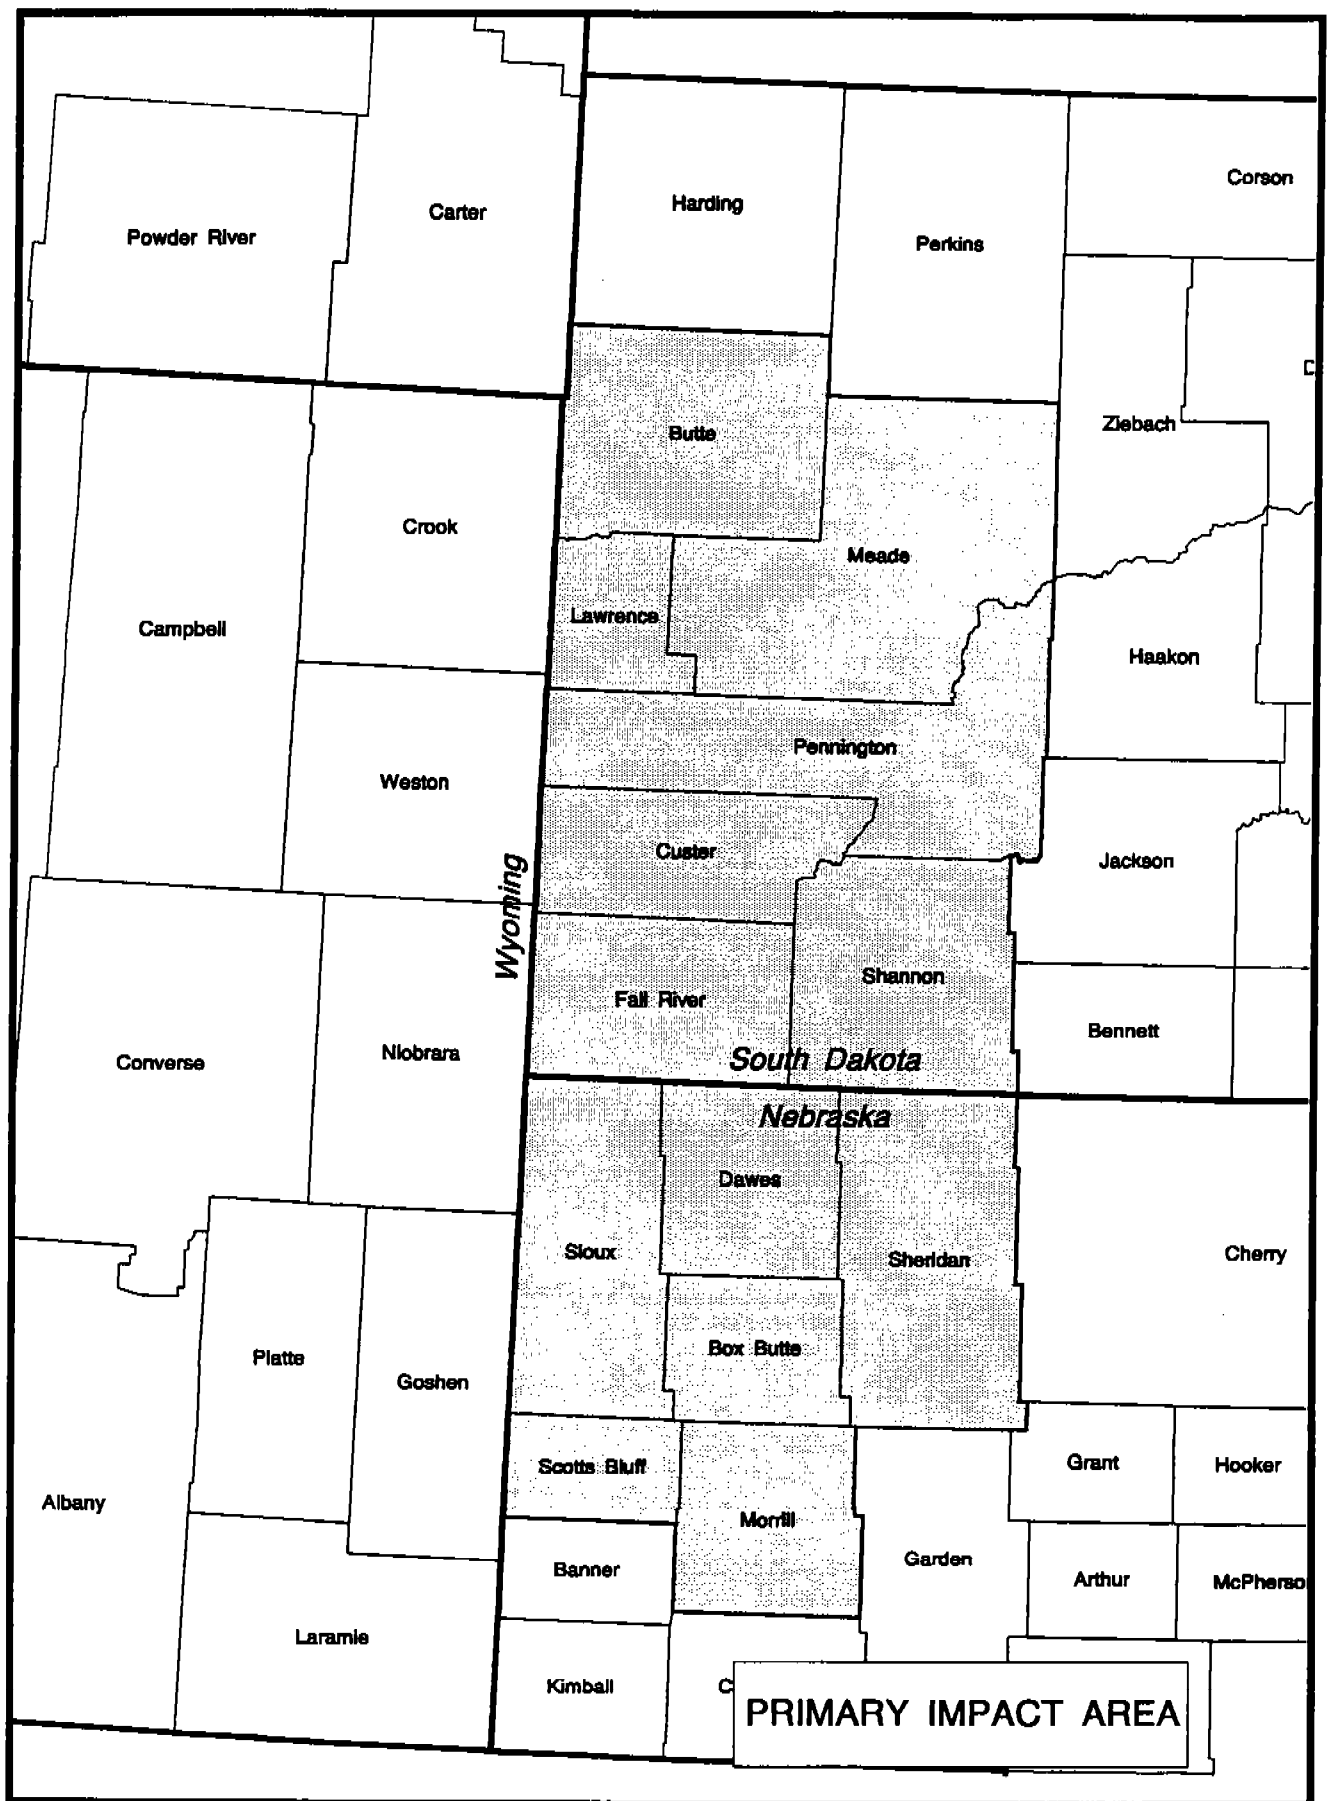 Corson
Harding
Carter
Powder River
Perkins
Ziebach
Butte
Crook
Meade
Lawrence
Campbell
Haakon
Pennington
Weston
Custer
Jackson
Wyoming
Shannon
Fall River
Bennett
Niobrara
Converse
South Dakota
Nebraska
Dawes
Sioux
Sheridan
Cherry
Box Butte
Platte
Goshen
Grant
Scotts Bluff
Hooker
Albany
Morrill
Garden
Banner
Arthur
McPherso
Laramie
Kimball
C
PRIMARY IMPACT AREA